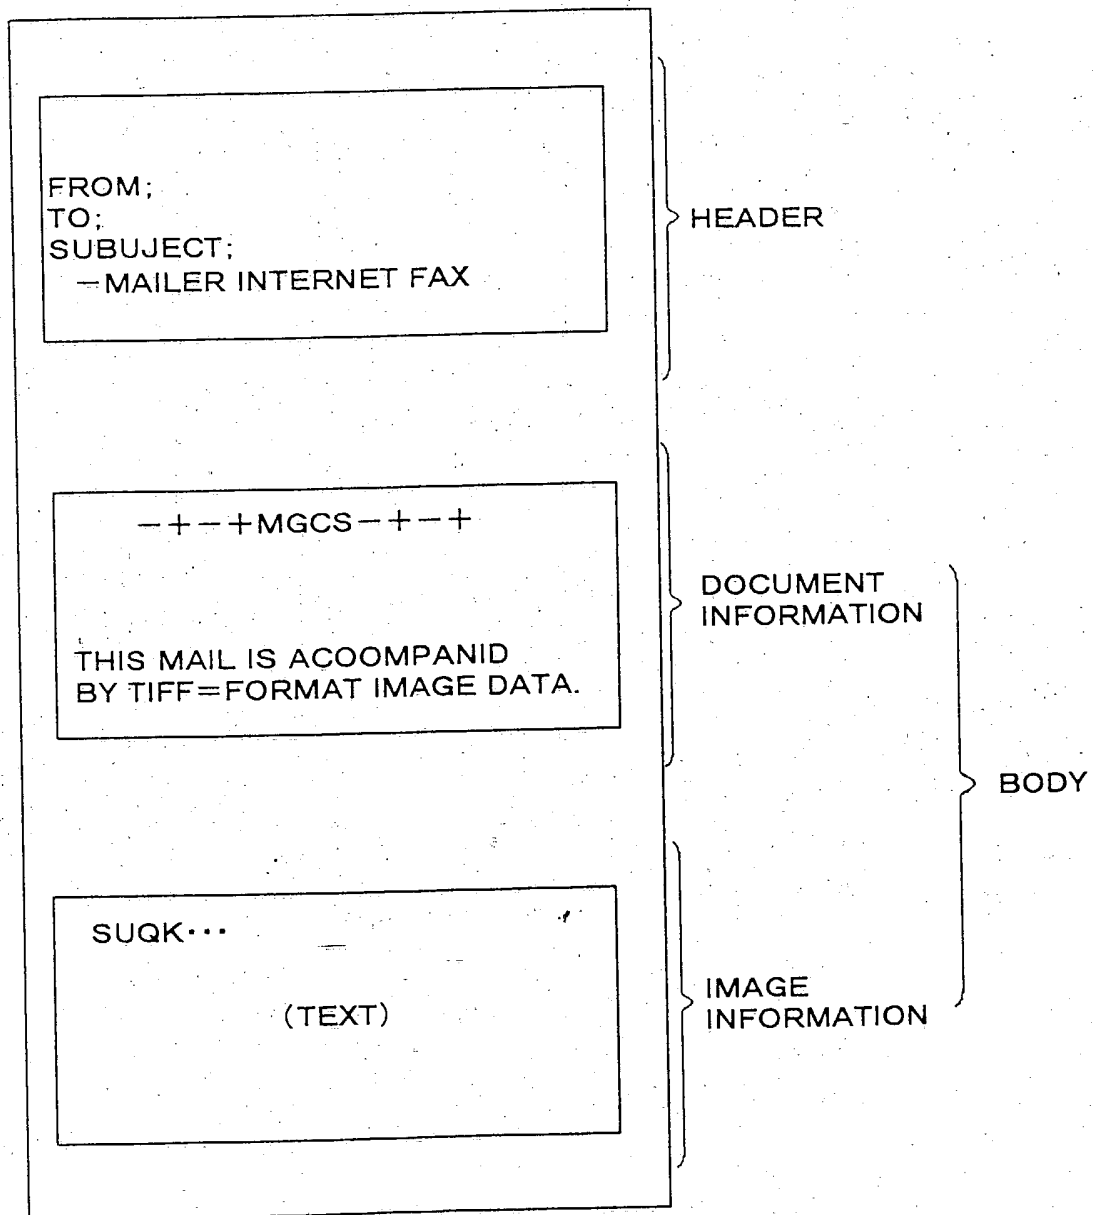 FROM;
TO;
SUBUJECT;
—MAILER INTERNET FAX
HEADER
—+—+MGCS—+—+
THIS MAIL IS ACOOMPANID
BY TIFF=FORMAT IMAGE DATA.
DOCUMENT
INFORMATION
BODY
SUQK···
(TEXT)
IMAGE
INFORMATION